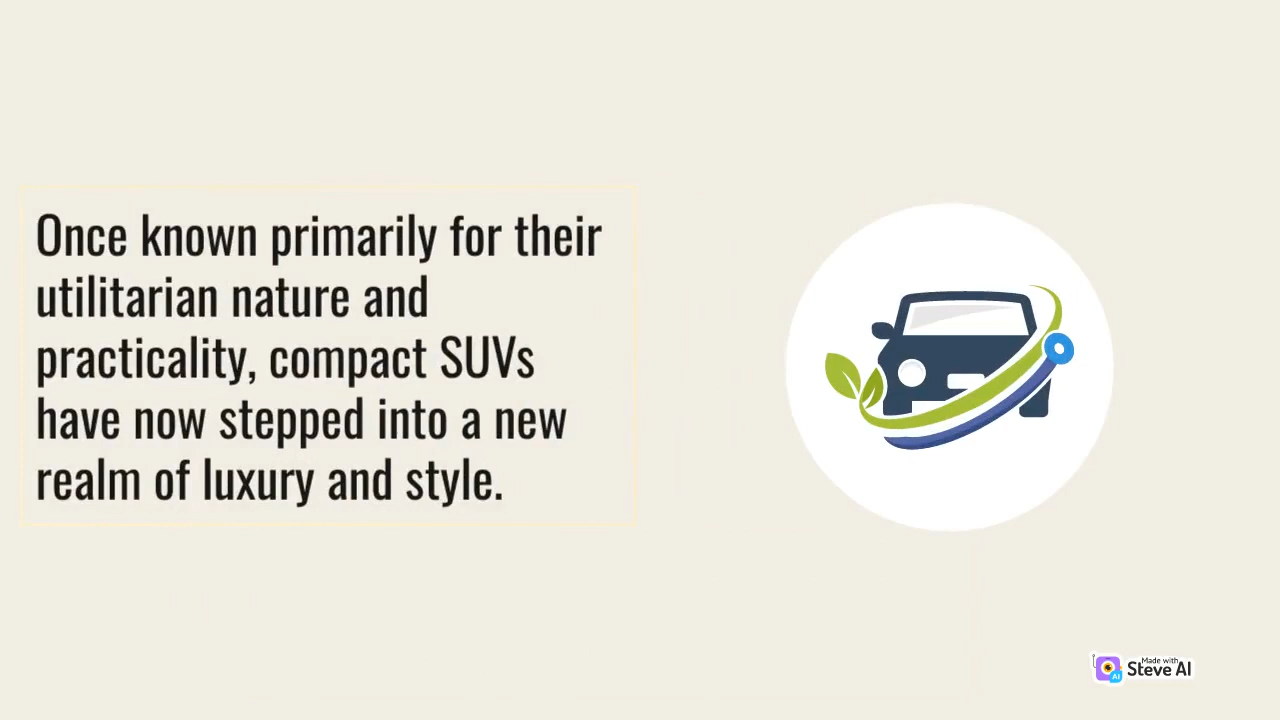 Once known primarily for their
utilitarian nature and
practicality, compact SUVs
have now stepped into a new
realm of luxury and style.
Made with
Steve AI
AI